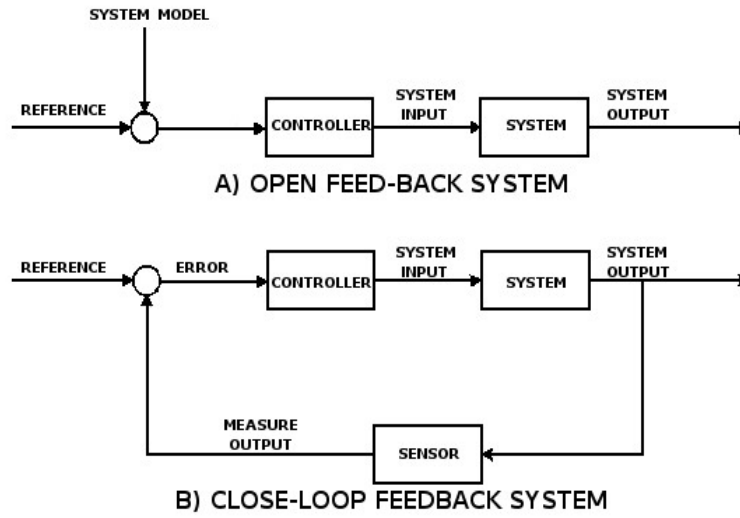 SYSTEM MODEL
REFERENCE
CONTROLLER
SYSTEM
INPUT
SYSTEM
SYSTEM
OUTPUT
A) OPEN FEED-BACK SYSTEM
REFERENCE
ERROR
CONTROLLER
SYSTEM
INPUT
SYSTEM
SYSTEM
OUTPUT
MEASURE
OUTPUT
SENSOR
B) CLOSE-LOOP FEEDBACK SYSTEM